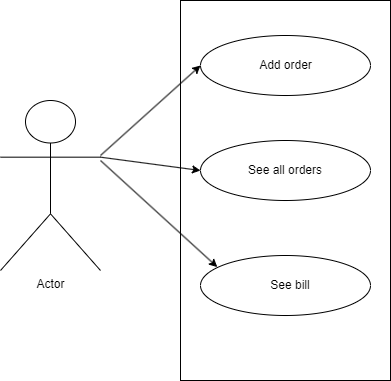 Add order
See all orders
See bill
Actor